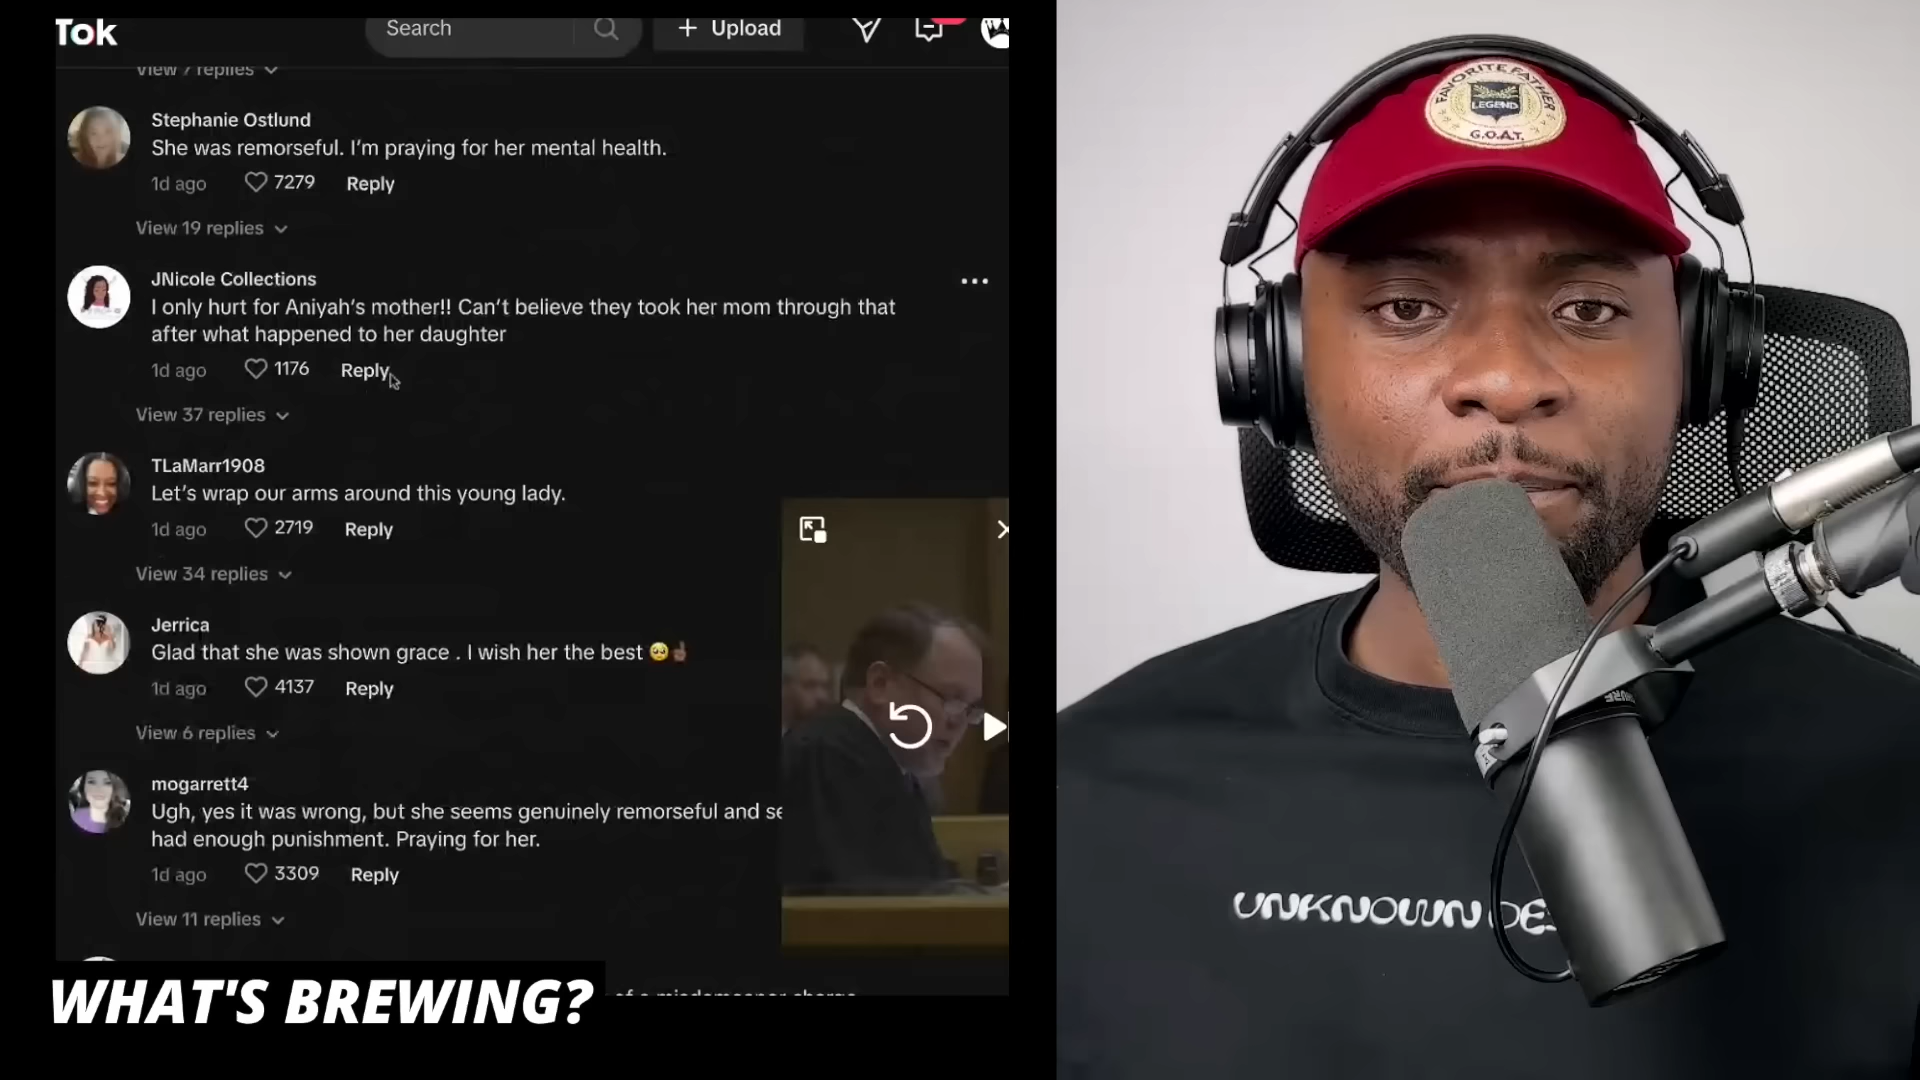 Tok
Search
+ Upload
View 7 replies
Stephanie Ostlund
She was remorseful. I'm praying for her mental health.
1d ago 7279 Reply
View 19 replies
JNicole Collections
I only hurt for Aniyah's mother!! Can't believe they took her mom through that
after what happened to her daughter
1d ago 1176 Reply
View 37 replies
TLaMarr1908
Let's wrap our arms around this young lady.
1d ago 2719 Reply
View 34 replies
Jerrica
Glad that she was shown grace . I wish her the best 🥺☝🏾
1d ago 4137 Reply
View 6 replies
mogarrett4
Ugh, yes it was wrong, but she seems genuinely remorseful and se
had enough punishment. Praying for her.
1d ago 3309 Reply
View 11 replies
of a misdemeanor charge
WHAT'S BREWING?
FAVORITE FATHER
LEGEND
G.O.A.T.
UNKNOWN DE